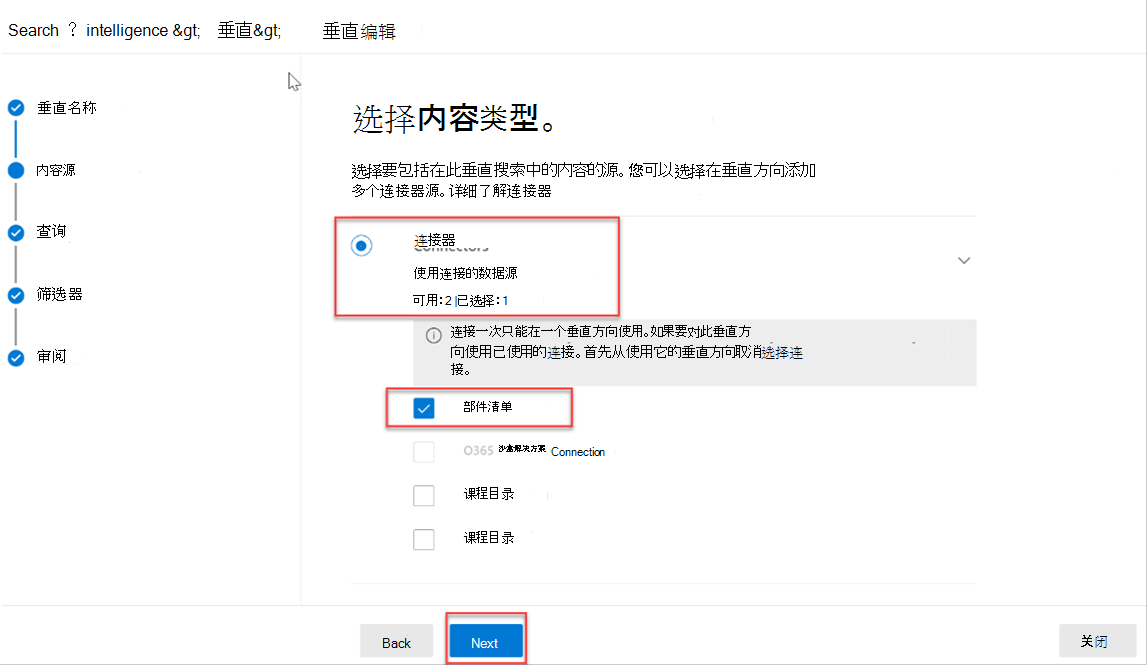 Search ? intelligence &gt; 垂直&gt; 垂直编辑
垂直名称
内容源
查询
筛选器
审阅
选择内容类型。
选择要包括在此垂直搜索中的内容的源。您可以选择在垂直方向添加
多个连接器源。详细了解连接器
连接器
使用连接的数据源
可用：2 |已选择：1
连接一次只能在一个垂直方向使用。如果要对此垂直方
向使用已使用的连接。首先从使用它的垂直方向取消选择连
接。
部件清单
O365 沙盒解决方案 Connection
课程目录
课程目录
Back
Next
关闭